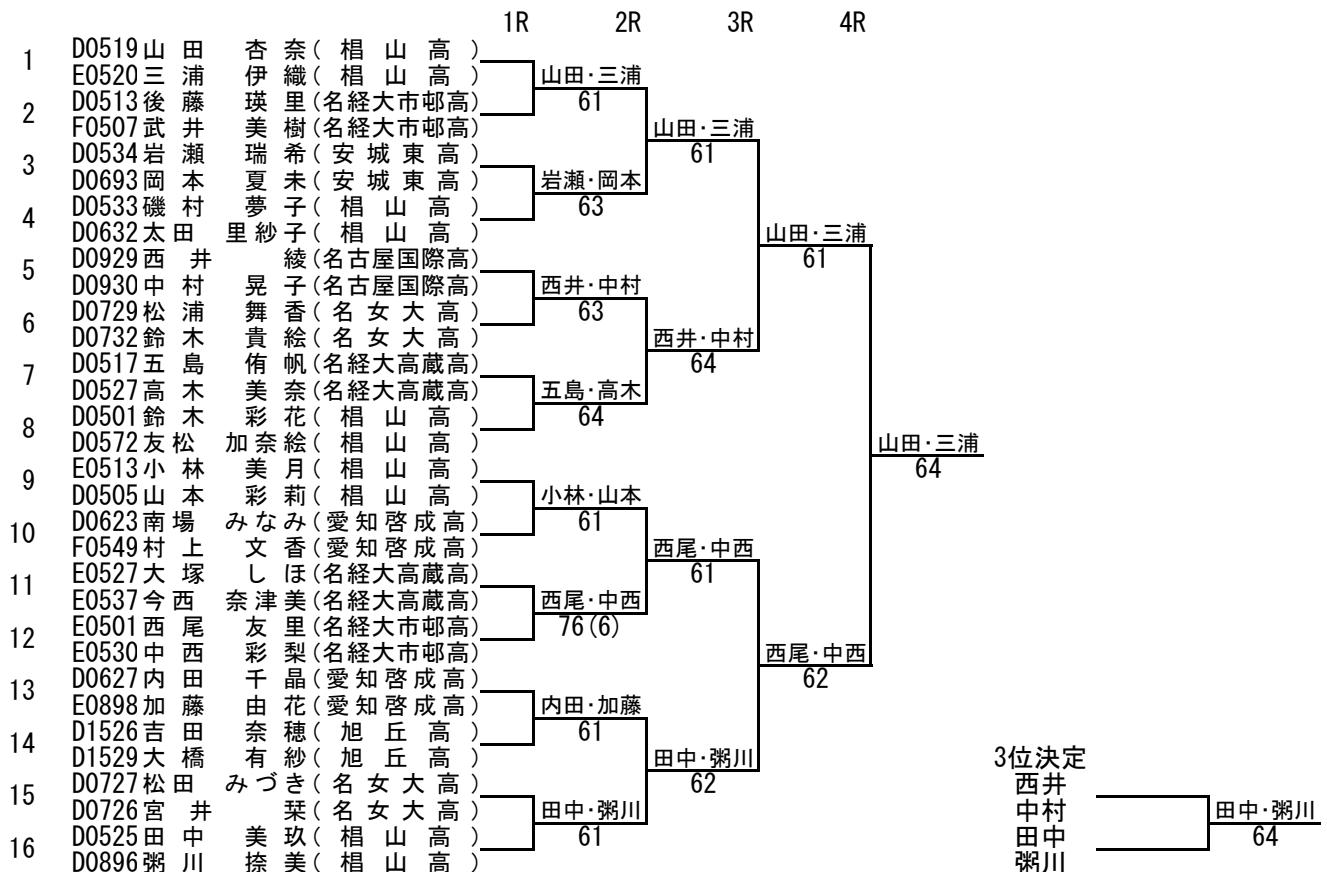 1R 2R 3R 4R
1 D0519 山田 杏奈(椙山高)
E0520 三浦 伊織(椙山高) 山田・三浦
2 D0513 後藤 瑛里(名経大市邨高) 61
F0507 武井 美樹(名経大市邨高) 山田・三浦
3 D0534 岩瀬 瑞希(安城東高) 61
D0693 岡本 夏未(安城東高) 岩瀬・岡本
4 D0533 磯村 夢子(椙山高) 63
D0632 太田 里紗子(椙山高) 山田・三浦
5 D0929 西井 綾(名古屋国際高) 61
D0930 中村 晃子(名古屋国際高) 西井・中村
6 D0729 松浦 舞香(名女大高) 63
D0732 鈴木 貴絵(名女大高) 西井・中村
7 D0517 五島 侑帆(名経大高蔵高) 64
D0527 高木 美奈(名経大高蔵高) 五島・高木
8 D0501 鈴木 彩花(椙山高) 64
D0572 友松 加奈絵(椙山高) 山田・三浦
9 E0513 小林 美月(椙山高) 64
D0505 山本 彩莉(椙山高) 小林・山本
10 D0623 南場 みなみ(愛知啓成高) 61
F0549 村上 文香(愛知啓成高) 西尾・中西
11 E0527 大塚 しほ(名経大高蔵高) 61
E0537 今西 奈津美(名経大高蔵高) 西尾・中西
12 E0501 西尾 友里(名経大市邨高) 76(6)
E0530 中西 彩梨(名経大市邨高) 西尾・中西
13 D0627 内田 千晶(愛知啓成高) 62
E0898 加藤 由花(愛知啓成高) 内田・加藤
14 D1526 吉田 奈穂(旭丘高) 61
D1529 大橋 有紗(旭丘高) 田中・粥川 3位決定
15 D0727 松田 みづき(名女大高) 62 西井
D0726 宮井 栞(名女大高) 田中・粥川 中村 田中・粥川
16 D0525 田中 美玖(椙山高) 61 田中 64
D0896 粥川 捺美(椙山高) 粥川